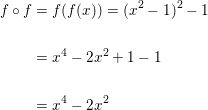 f ∘ f = f(f(x)) = (x² − 1)² − 1
= x⁴ − 2x² + 1 − 1
= x⁴ − 2x²